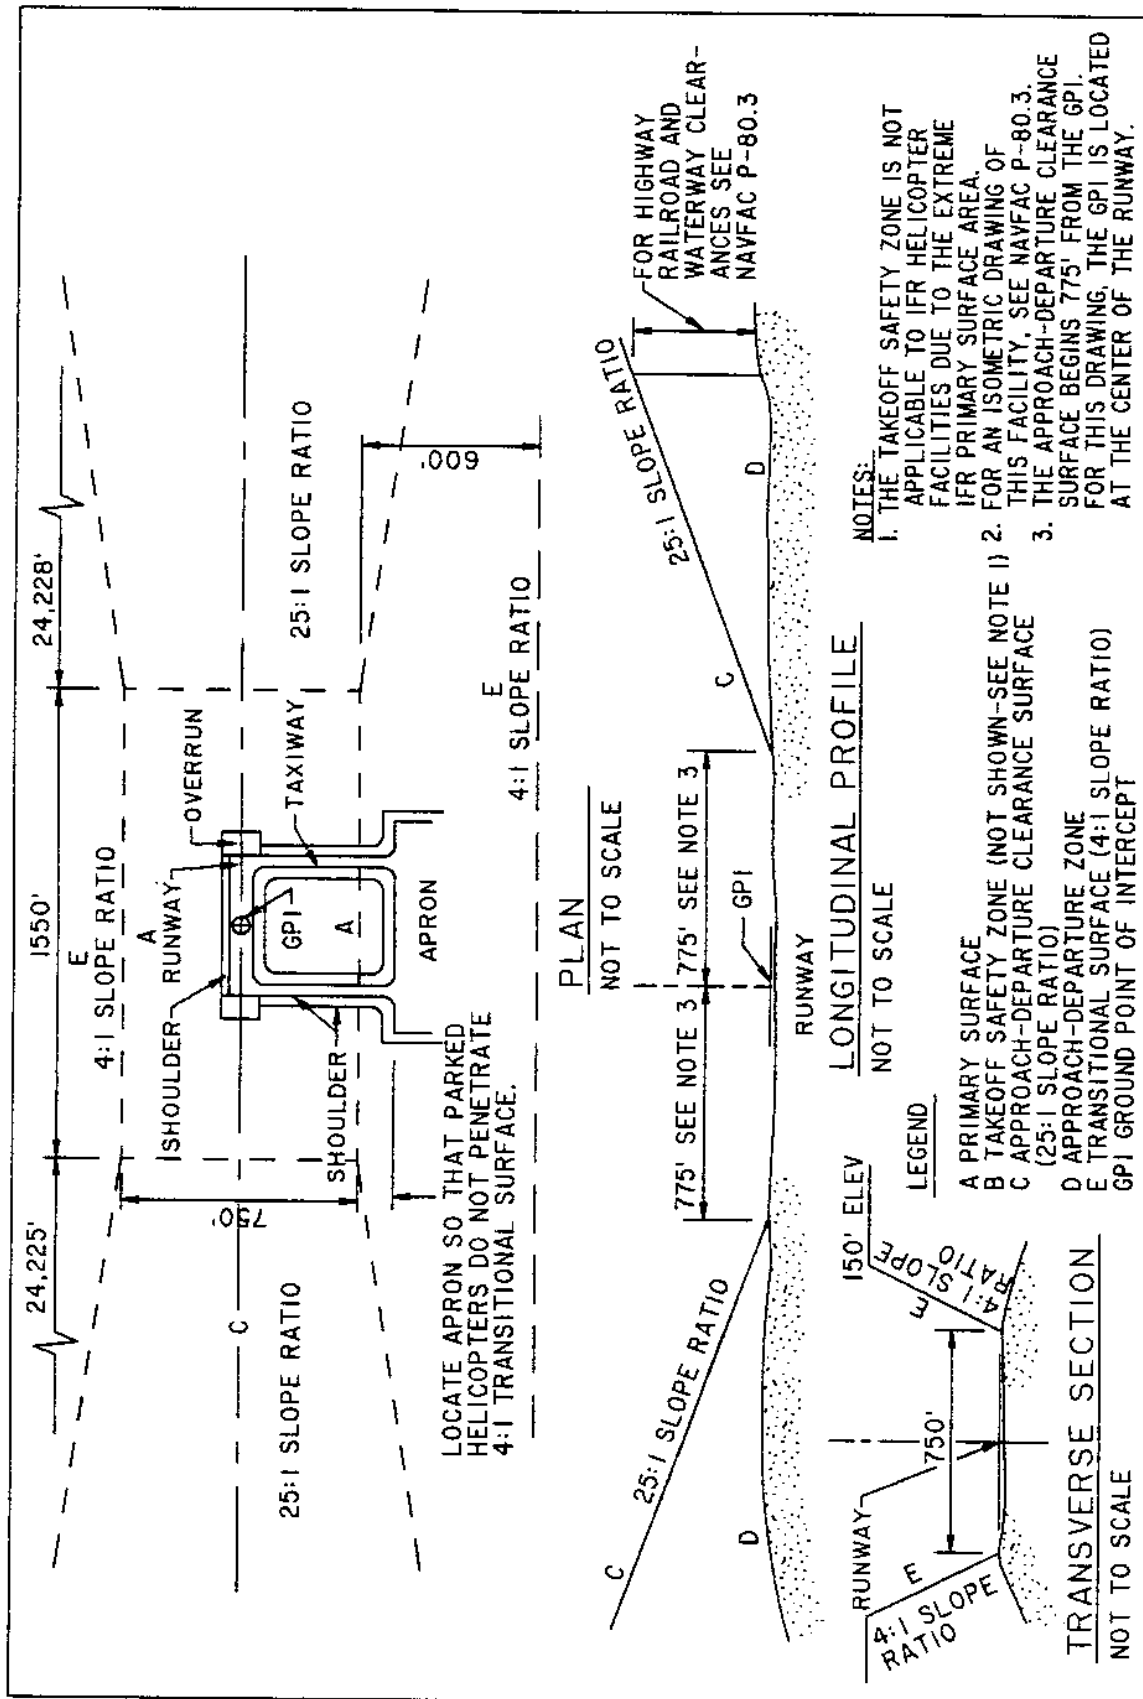 24,225'
1550'
24,228'
E
4:1 SLOPE RATIO
SHOULDER
A
RUNWAY
OVERRUN
750'
C
GPI
A
TAXIWAY
25:1 SLOPE RATIO
25:1 SLOPE RATIO
SHOULDER
APRON
600'
LOCATE APRON SO THAT PARKED
HELICOPTERS DO NOT PENETRATE
4:1 TRANSITIONAL SURFACE.
E
4:1 SLOPE RATIO
PLAN
NOT TO SCALE
C
25:1 SLOPE RATIO
D
775' SEE NOTE 3
775' SEE NOTE 3
GPI
RUNWAY
C
25:1 SLOPE RATIO
D
FOR HIGHWAY
RAILROAD AND
WATERWAY CLEAR-
ANCES SEE
NAVFAC P-80.3
LONGITUDINAL PROFILE
NOT TO SCALE
RUNWAY
E
4:1 SLOPE
RATIO
750'
150' ELEV
E
4:1 SLOPE
RATIO
TRANSVERSE SECTION
NOT TO SCALE
LEGEND
A PRIMARY SURFACE
B TAKEOFF SAFETY ZONE (NOT SHOWN-SEE NOTE 1)
C APPROACH-DEPARTURE CLEARANCE SURFACE
(25:1 SLOPE RATIO)
D APPROACH-DEPARTURE ZONE
E TRANSITIONAL SURFACE (4:1 SLOPE RATIO)
GPI GROUND POINT OF INTERCEPT
NOTES:
1. THE TAKEOFF SAFETY ZONE IS NOT
APPLICABLE TO IFR HELICOPTER
FACILITIES DUE TO THE EXTREME
IFR PRIMARY SURFACE AREA.
2. FOR AN ISOMETRIC DRAWING OF
THIS FACILITY, SEE NAVFAC P-80.3.
3. THE APPROACH-DEPARTURE CLEARANCE
SURFACE BEGINS 775' FROM THE GPI.
FOR THIS DRAWING, THE GPI IS LOCATED
AT THE CENTER OF THE RUNWAY.